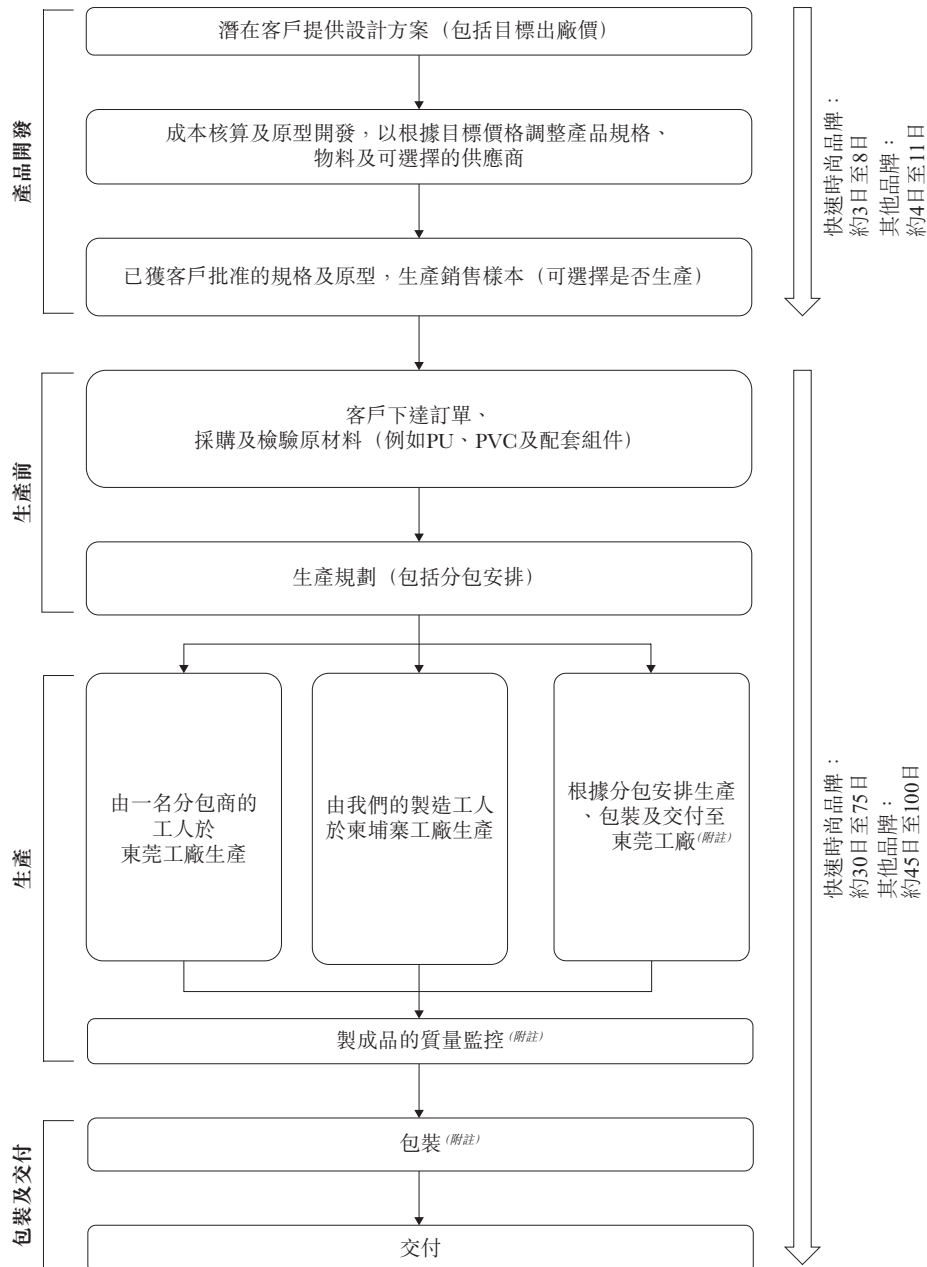 潛在客戶提供設計方案（包括目標出廠價）
產品開發
成本核算及原型開發，以根據目標價格調整產品規格、
物料及可選擇的供應商
已獲客戶批准的規格及原型，生產銷售樣本（可選擇是否生產）
快速時尚品牌：
約3日至8日
其他品牌：
約4日至11日
生產前
客戶下達訂單、
採購及檢驗原材料（例如PU、PVC及配套組件）
生產規劃（包括分包安排）
生產
由一名分包商的
工人於
東莞工廠生產
由我們的製造工人
於柬埔寨工廠生產
根據分包安排生產
、包裝及交付至
東莞工廠(附註)
製成品的質量監控(附註)
快速時尚品牌：
約30日至75日
其他品牌：
約45日至100日
包裝及交付
包裝(附註)
交付